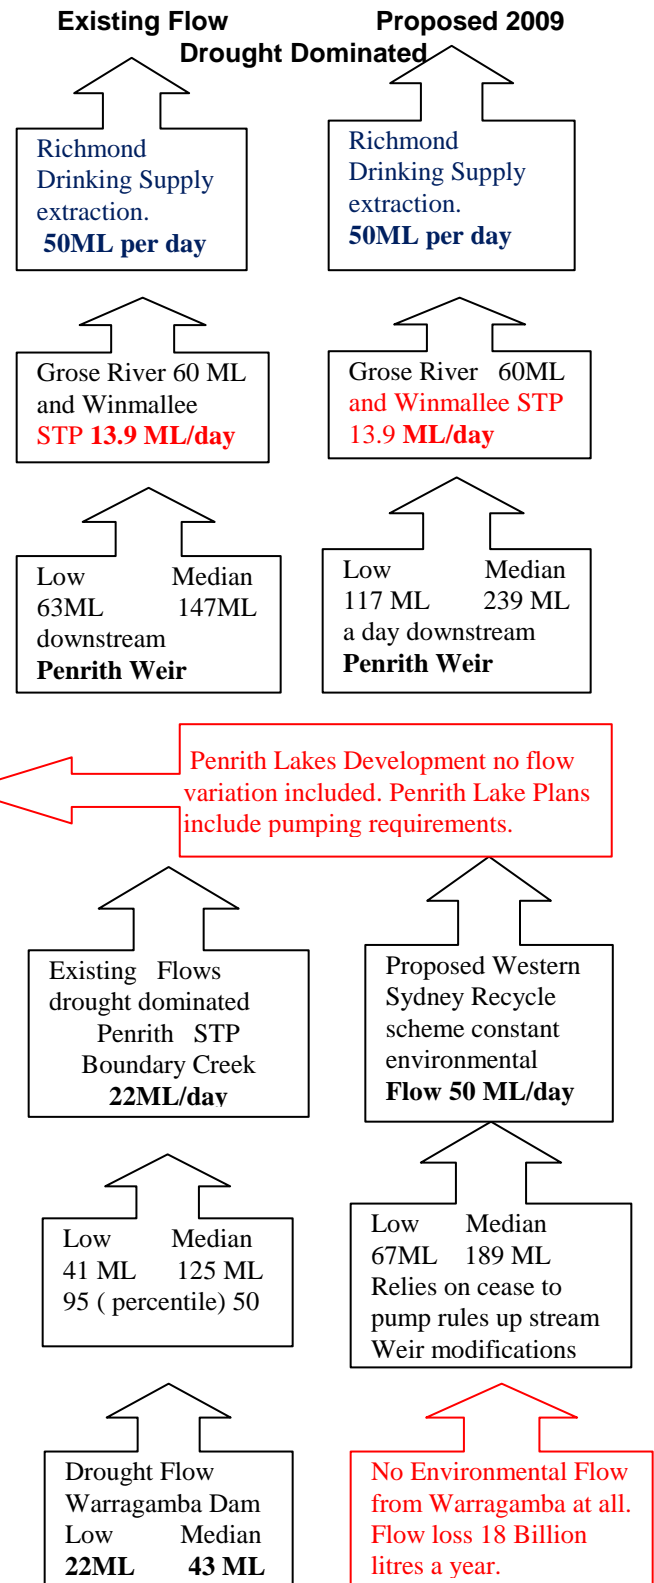 Existing Flow Proposed 2009
Drought Dominated
Richmond
Drinking Supply
extraction.
50ML per day
Richmond
Drinking Supply
extraction.
50ML per day
Grose River 60 ML
and Winmallee
STP 13.9 ML/day
Grose River 60ML
and Winmallee STP
13.9 ML/day
Low Median
63ML 147ML
downstream
Penrith Weir
Low Median
117 ML 239 ML
a day downstream
Penrith Weir
Penrith Lakes Development no flow
variation included. Penrith Lake Plans
include pumping requirements.
Existing Flows
drought dominated
Penrith STP
Boundary Creek
22ML/day
Proposed Western
Sydney Recycle
scheme constant
environmental
Flow 50 ML/day
Low Median
41 ML 125 ML
95 ( percentile) 50
Low Median
67ML 189 ML
Relies on cease to
pump rules up stream
Weir modifications
Drought Flow
Warragamba Dam
Low Median
22ML 43 ML
No Environmental Flow
from Warragamba at all.
Flow loss 18 Billion
litres a year.